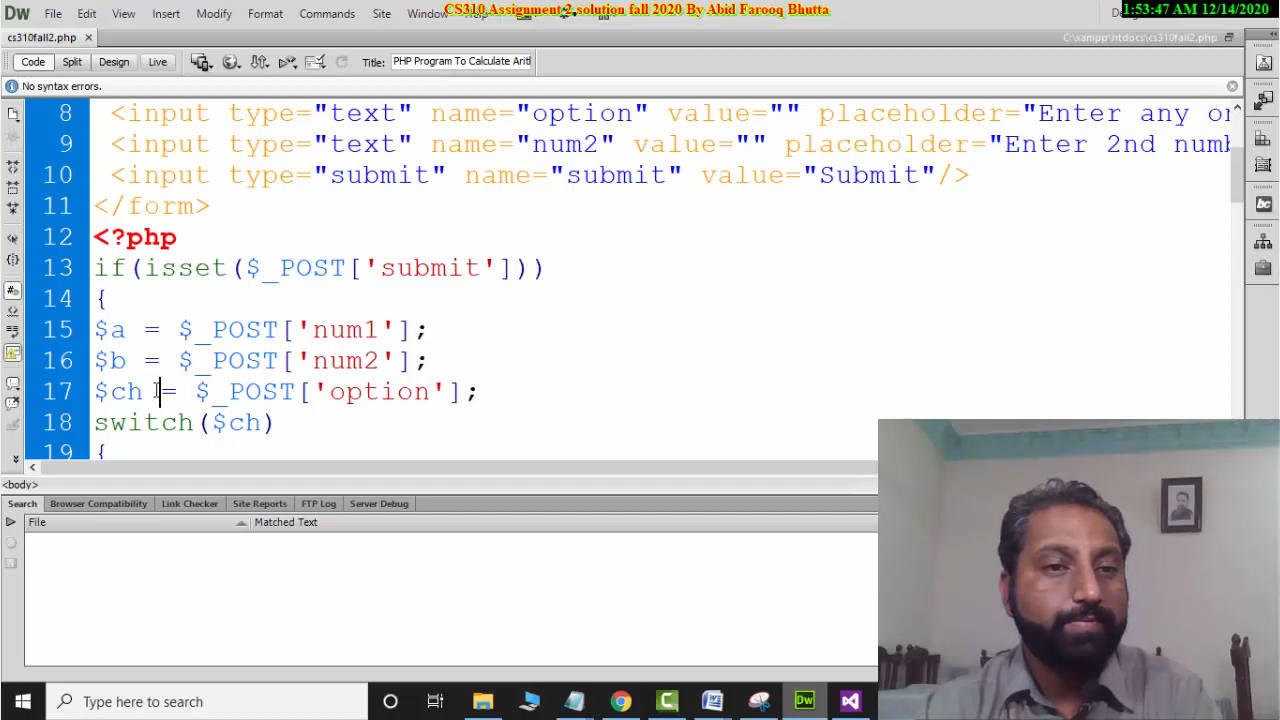 Dw File Edit View Insert Modify Format Commands Site Window
CS310 Assignment 2 solution fall 2020 By Abid Farooq Bhutta
1:53:47 AM 12/14/2020
cs310fall2.php
C:\xampp\htdocs\cs310fall2.php
Code Split Design Live Title: PHP Program To Calculate Arit
No syntax errors.
8 <input type="text" name="option" value="" placeholder="Enter any or
9 <input type="text" name="num2" value="" placeholder="Enter 2nd numb
10 <input type="submit" name="submit" value="Submit"/>
11 </form>
12 <?php
13 if(isset($_POST['submit']))
14 {
15 $a = $_POST['num1'];
16 $b = $_POST['num2'];
17 $ch = $_POST['option'];
18 switch($ch)
19 {
<body>
Search Browser Compatibility Link Checker Site Reports FTP Log Server Debug
File Matched Text
Type here to search